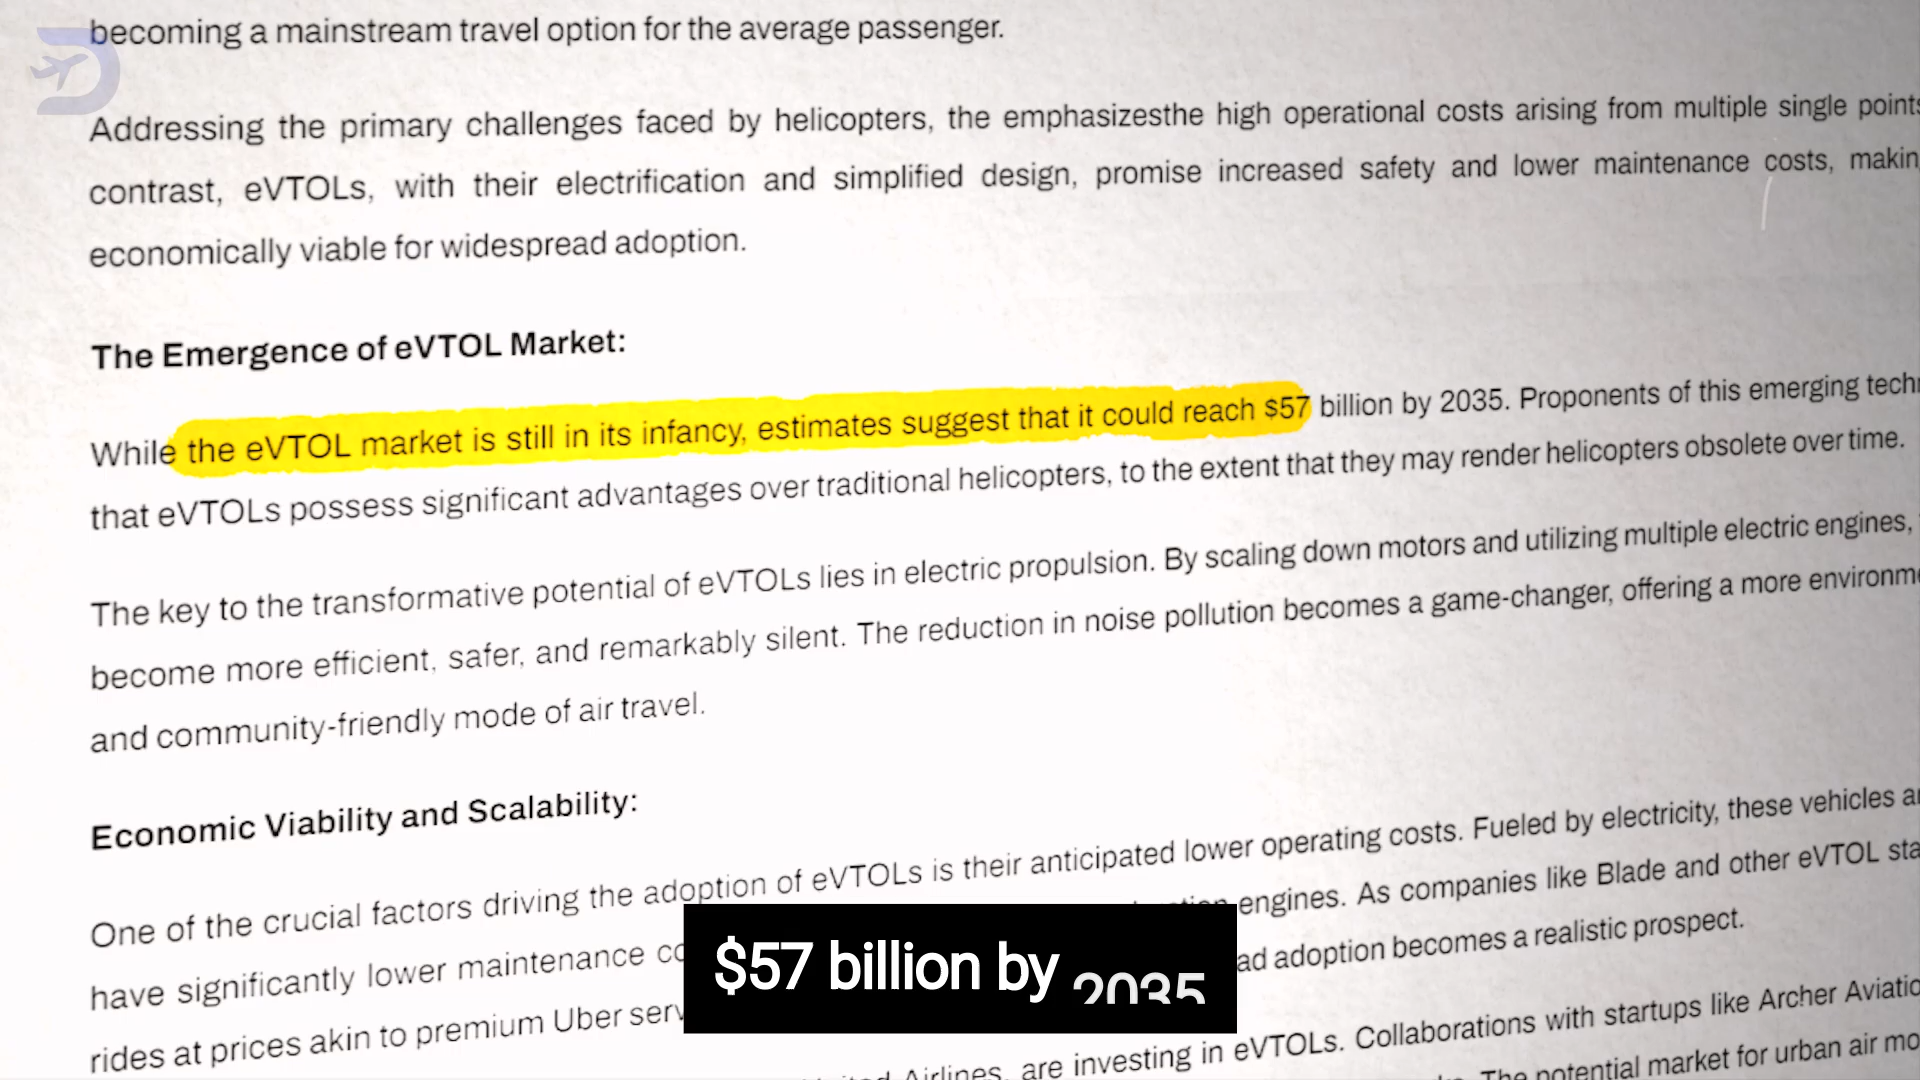 becoming a mainstream travel option for the average passenger.
Addressing the primary challenges faced by helicopters, the emphasizesthe high operational costs arising from multiple single points
contrast, eVTOLs, with their electrification and simplified design, promise increased safety and lower maintenance costs,
economically viable for widespread adoption.
The Emergence of eVTOL Market:
While the eVTOL market is still in its infancy, estimates suggest that it could reach $57 billion by 2035. Proponents of this emerging
that eVTOLs possess significant advantages over traditional helicopters, to the extent that they may render helicopters obsolete over time.
The key to the transformative potential of eVTOLs lies in electric propulsion. By scaling down motors and utilizing multiple electric engines,
become more efficient, safer, and remarkably silent. The reduction in noise pollution becomes a game-changer, offering a more
and community-friendly mode of air travel.
Economic Viability and Scalability:
One of the crucial factors driving the adoption of eVTOLs is their anticipated lower operating costs. Fueled by electricity, these vehicles
have significantly lower maintenance engines. As companies like Blade and other eVTOL
rides at prices akin to premium Uber adoption becomes a realistic prospect.
Airlines, are investing in eVTOLs. Collaborations with startups like Archer
The potential market for urban air
$57 billion by 2035